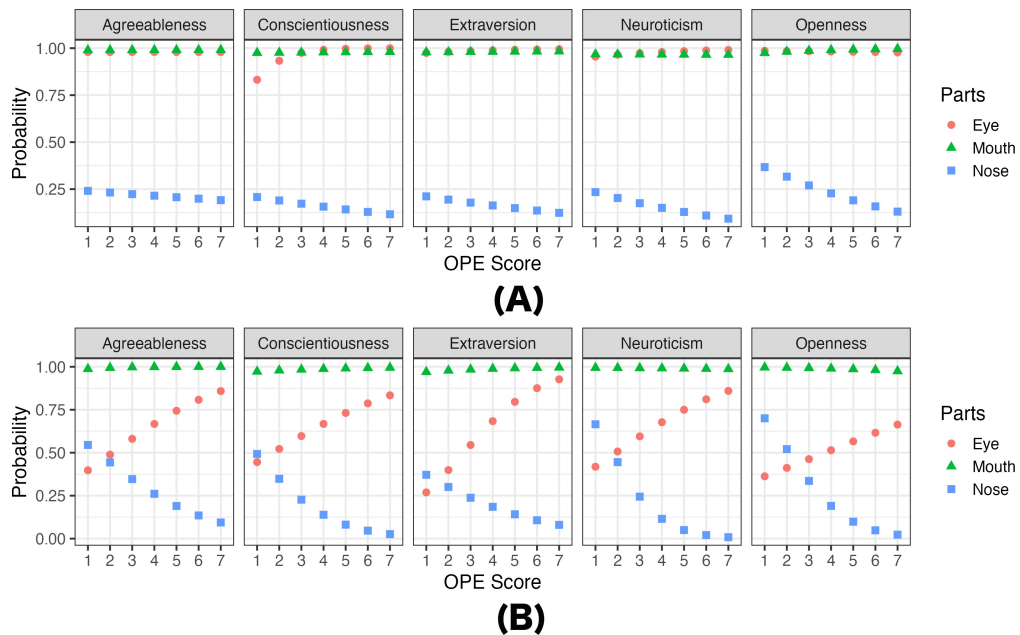 Agreeableness Conscientiousness Extraversion Neuroticism Openness
1.00
0.75
0.50
0.25
Probability
1 2 3 4 5 6 7 1 2 3 4 5 6 7 1 2 3 4 5 6 7 1 2 3 4 5 6 7 1 2 3 4 5 6 7
OPE Score
Parts
Eye
Mouth
Nose
(A)
Agreeableness Conscientiousness Extraversion Neuroticism Openness
1.00
0.75
0.50
0.25
0.00
Probability
1 2 3 4 5 6 7 1 2 3 4 5 6 7 1 2 3 4 5 6 7 1 2 3 4 5 6 7 1 2 3 4 5 6 7
OPE Score
Parts
Eye
Mouth
Nose
(B)